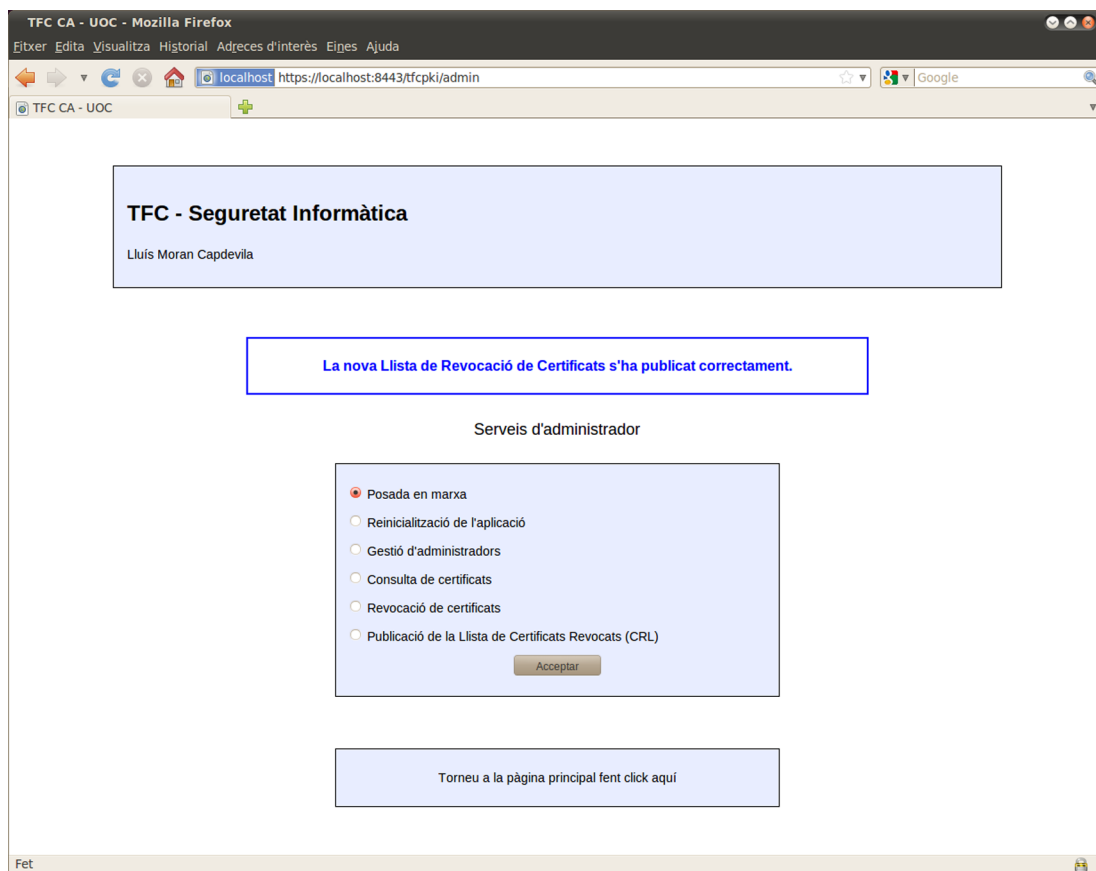 TFC CA - UOC - Mozilla Firefox
Fitxer Edita Visualitza Historial Adreces d'interès Eines Ajuda
localhost https://localhost:8443/tfcpki/admin
Google
TFC CA - UOC
TFC - Seguretat Informàtica
Lluís Moran Capdevila
La nova Llista de Revocació de Certificats s'ha publicat correctament.
Serveis d'administrador
Posada en marxa
Reinicialització de l'aplicació
Gestió d'administradors
Consulta de certificats
Revocació de certificats
Publicació de la Llista de Certificats Revocats (CRL)
Acceptar
Torneu a la pàgina principal fent click aquí
Fet